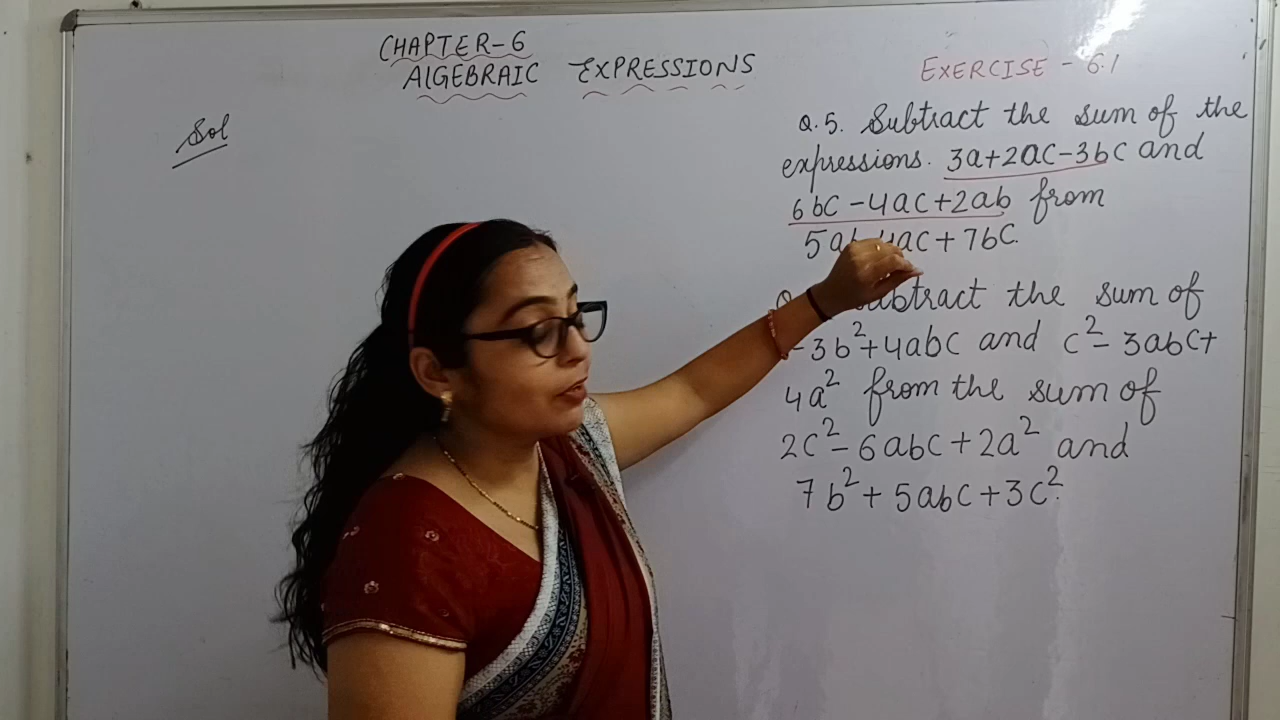 CHAPTER-6
ALGEBRAIC EXPRESSIONS
EXERCISE - 6.1
Sol
Q.5. Subtract the sum of the
expressions. 3a+2ac-3bc and
6bc-4ac+2ab from
5ab 4ac+7bc.
the sum of
-3b²+4abc and c²-3abc+
4a² from the sum of
2c²-6abc+2a² and
7b²+5abc+3c².